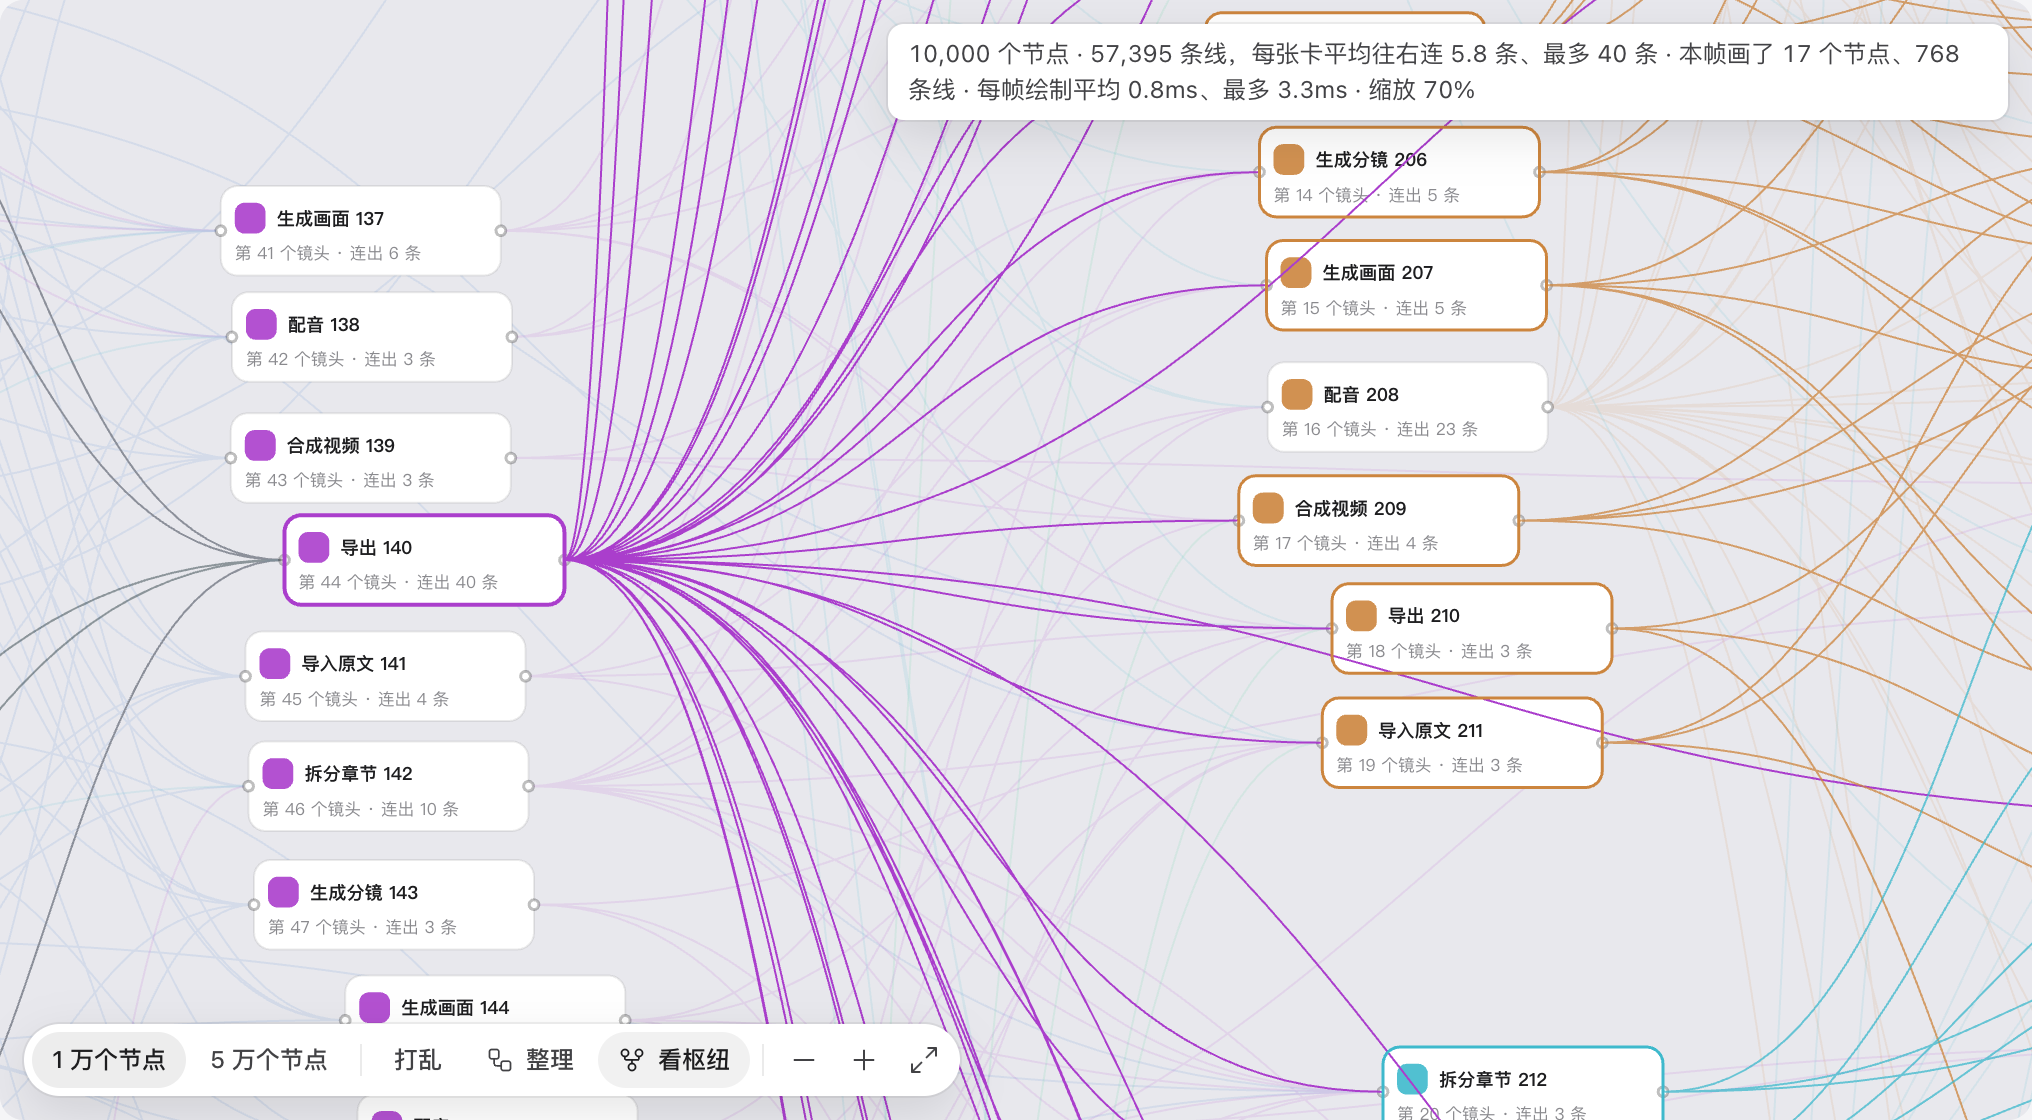 10,000 个节点 · 57,395 条线，每张卡平均往右连 5.8 条、最多 40 条 · 本帧画了 17 个节点、768
条线 · 每帧绘制平均 0.8ms、最多 3.3ms · 缩放 70%
生成画面 137
第 41 个镜头 · 连出 6 条
配音 138
第 42 个镜头 · 连出 3 条
合成视频 139
第 43 个镜头 · 连出 3 条
导出 140
第 44 个镜头 · 连出 40 条
导入原文 141
第 45 个镜头 · 连出 4 条
拆分章节 142
第 46 个镜头 · 连出 10 条
生成分镜 143
第 47 个镜头 · 连出 3 条
生成画面 144
生成分镜 206
第 14 个镜头 · 连出 5 条
生成画面 207
第 15 个镜头 · 连出 5 条
配音 208
第 16 个镜头 · 连出 23 条
合成视频 209
第 17 个镜头 · 连出 4 条
导出 210
第 18 个镜头 · 连出 3 条
导入原文 211
第 19 个镜头 · 连出 3 条
拆分章节 212
第 20 个镜头 · 连出 3 条
1 万个节点 5 万个节点 打乱 整理 看枢纽